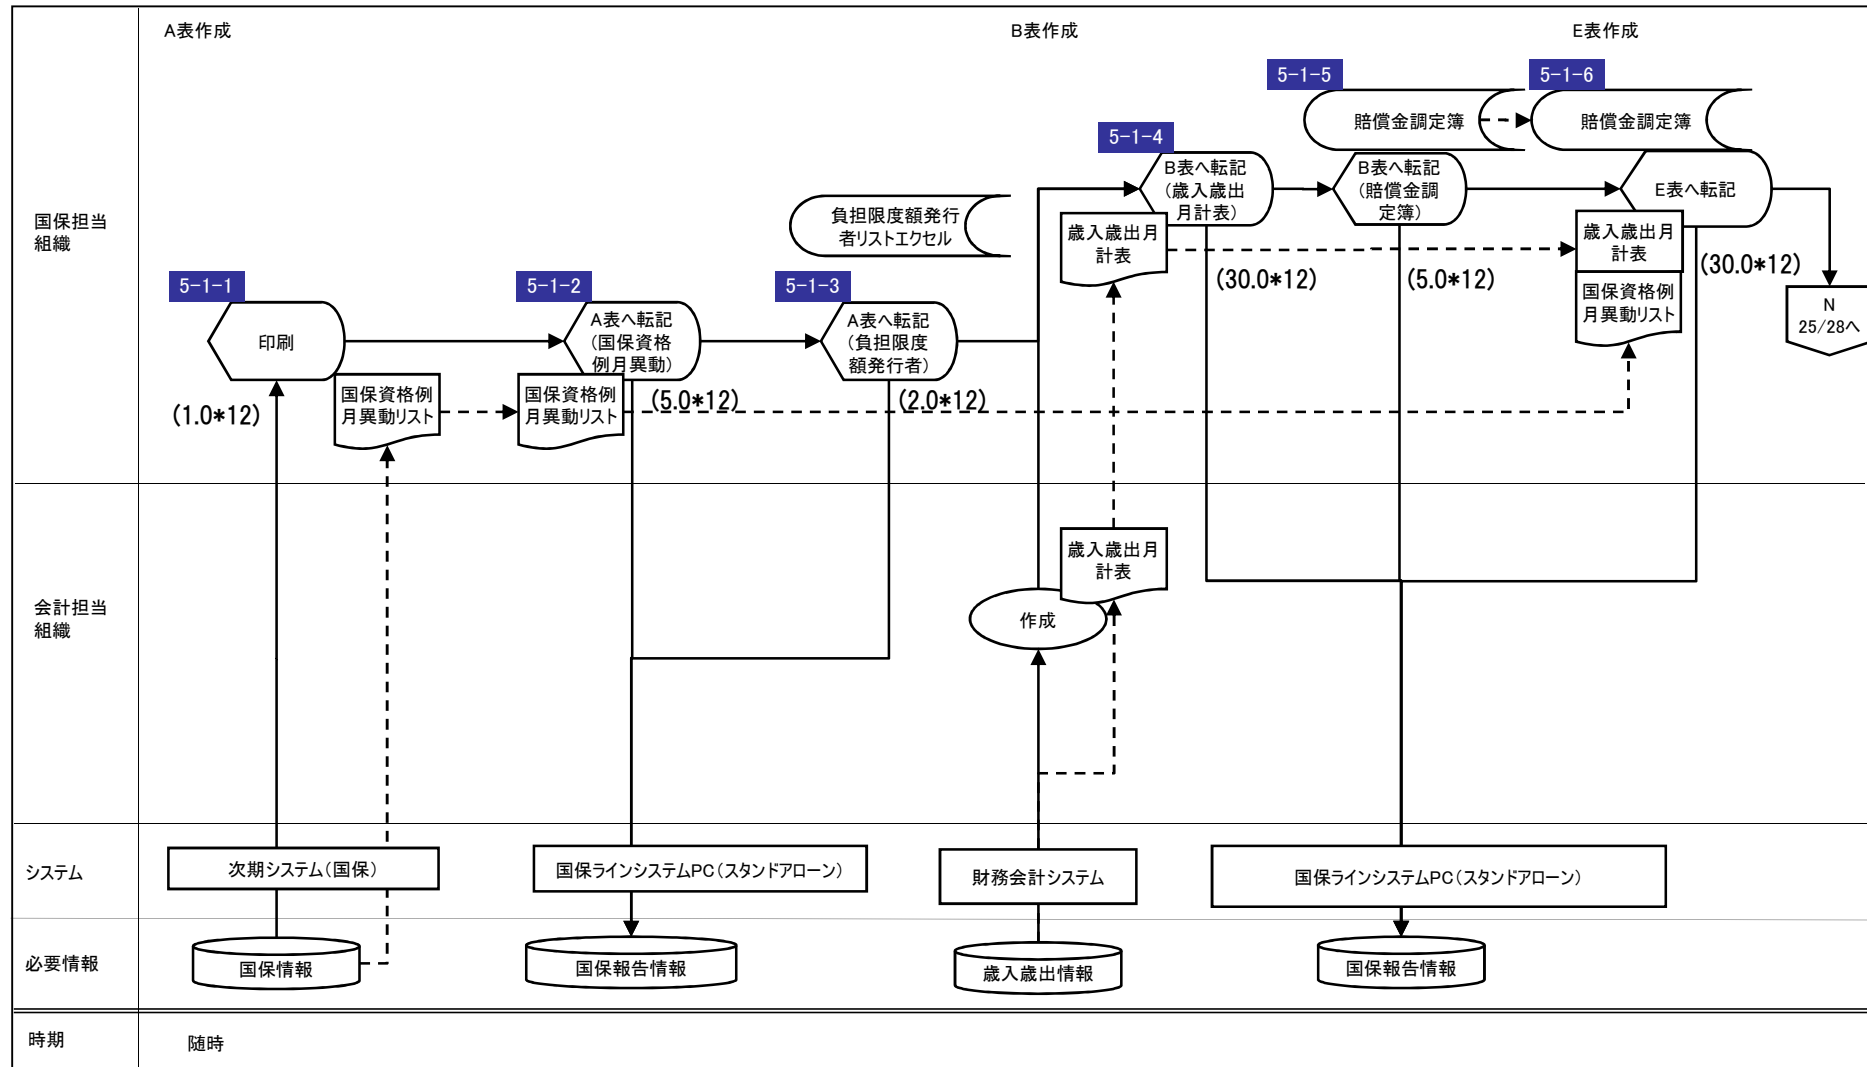 A表作成
B表作成
E表作成
国保担当
組織
5-1-5
5-1-6
賠償金調定簿
賠償金調定簿
5-1-4
B表へ転記
(歳入歳出
月計表)
B表へ転記
(賠償金調
定簿)
E表へ転記
負担限度額発行
者リストエクセル
歳入歳出月
計表
歳入歳出月
計表
(30.0*12)
(5.0*12)
(30.0*12)
国保資格例
月異動リスト
N
25/28へ
5-1-1
5-1-2
5-1-3
印刷
A表へ転記
(国保資格
例月異動)
A表へ転記
(負担限度
額発行者)
(1.0*12)
国保資格例
月異動リスト
国保資格例
月異動リスト
(5.0*12)
(2.0*12)
会計担当
組織
歳入歳出月
計表
作成
システム
次期システム(国保)
国保ラインシステムPC(スタンドアローン)
財務会計システム
国保ラインシステムPC(スタンドアローン)
必要情報
国保情報
国保報告情報
歳入歳出情報
国保報告情報
時期
随時